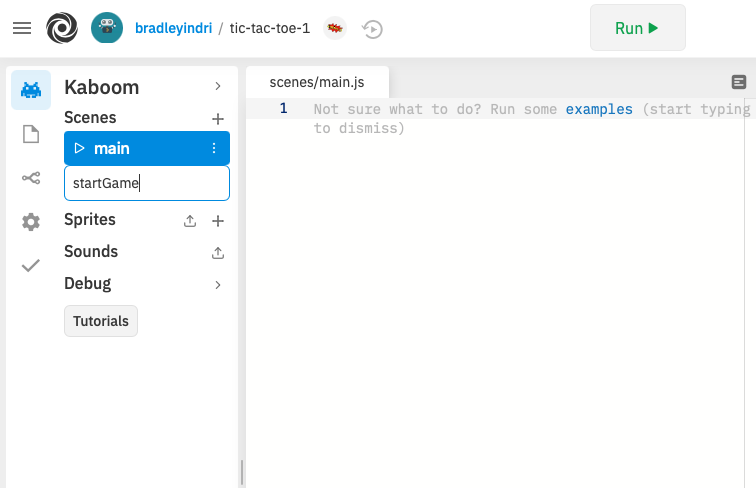 bradleyindri / tic-tac-toe-1
Run
Kaboom
Scenes
main
startGame
Sprites
Sounds
Debug
Tutorials
scenes/main.js
1
Not sure what to do? Run some examples (start typing
to dismiss)